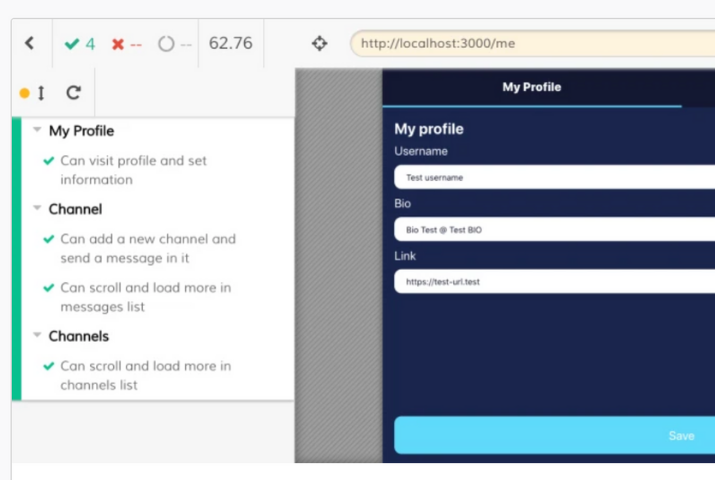 4 -- -- 62.76
http://localhost:3000/me
My Profile
Can visit profile and set
information
Channel
Can add a new channel and
send a message in it
Can scroll and load more in
messages list
Channels
Can scroll and load more in
channels list
My Profile
My profile
Username
Test username
Bio
Bio Test @ Test BIO
Link
https://test-url.test
Save